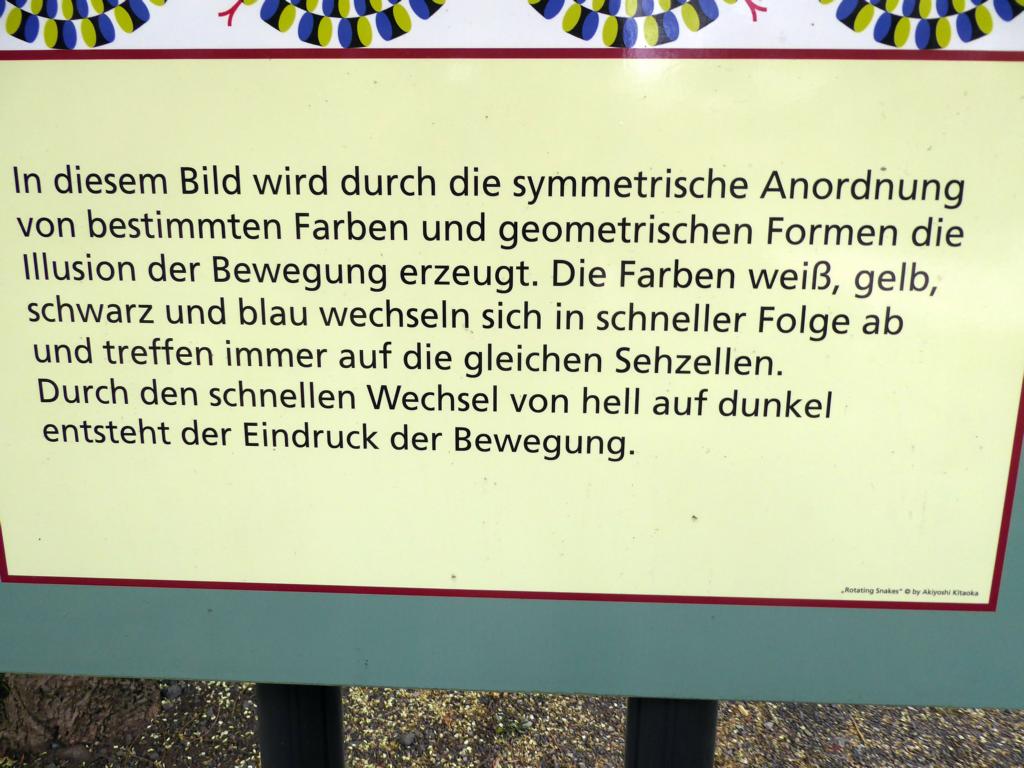 In diesem Bild wird durch die symmetrische Anordnung
von bestimmten Farben und geometrischen Formen die
Illusion der Bewegung erzeugt. Die Farben weiß, gelb,
schwarz und blau wechseln sich in schneller Folge ab
und treffen immer auf die gleichen Sehzellen.
Durch den schnellen Wechsel von hell auf dunkel
entsteht der Eindruck der Bewegung.
„Rotating Snakes“ © by Akiyoshi Kitaoka